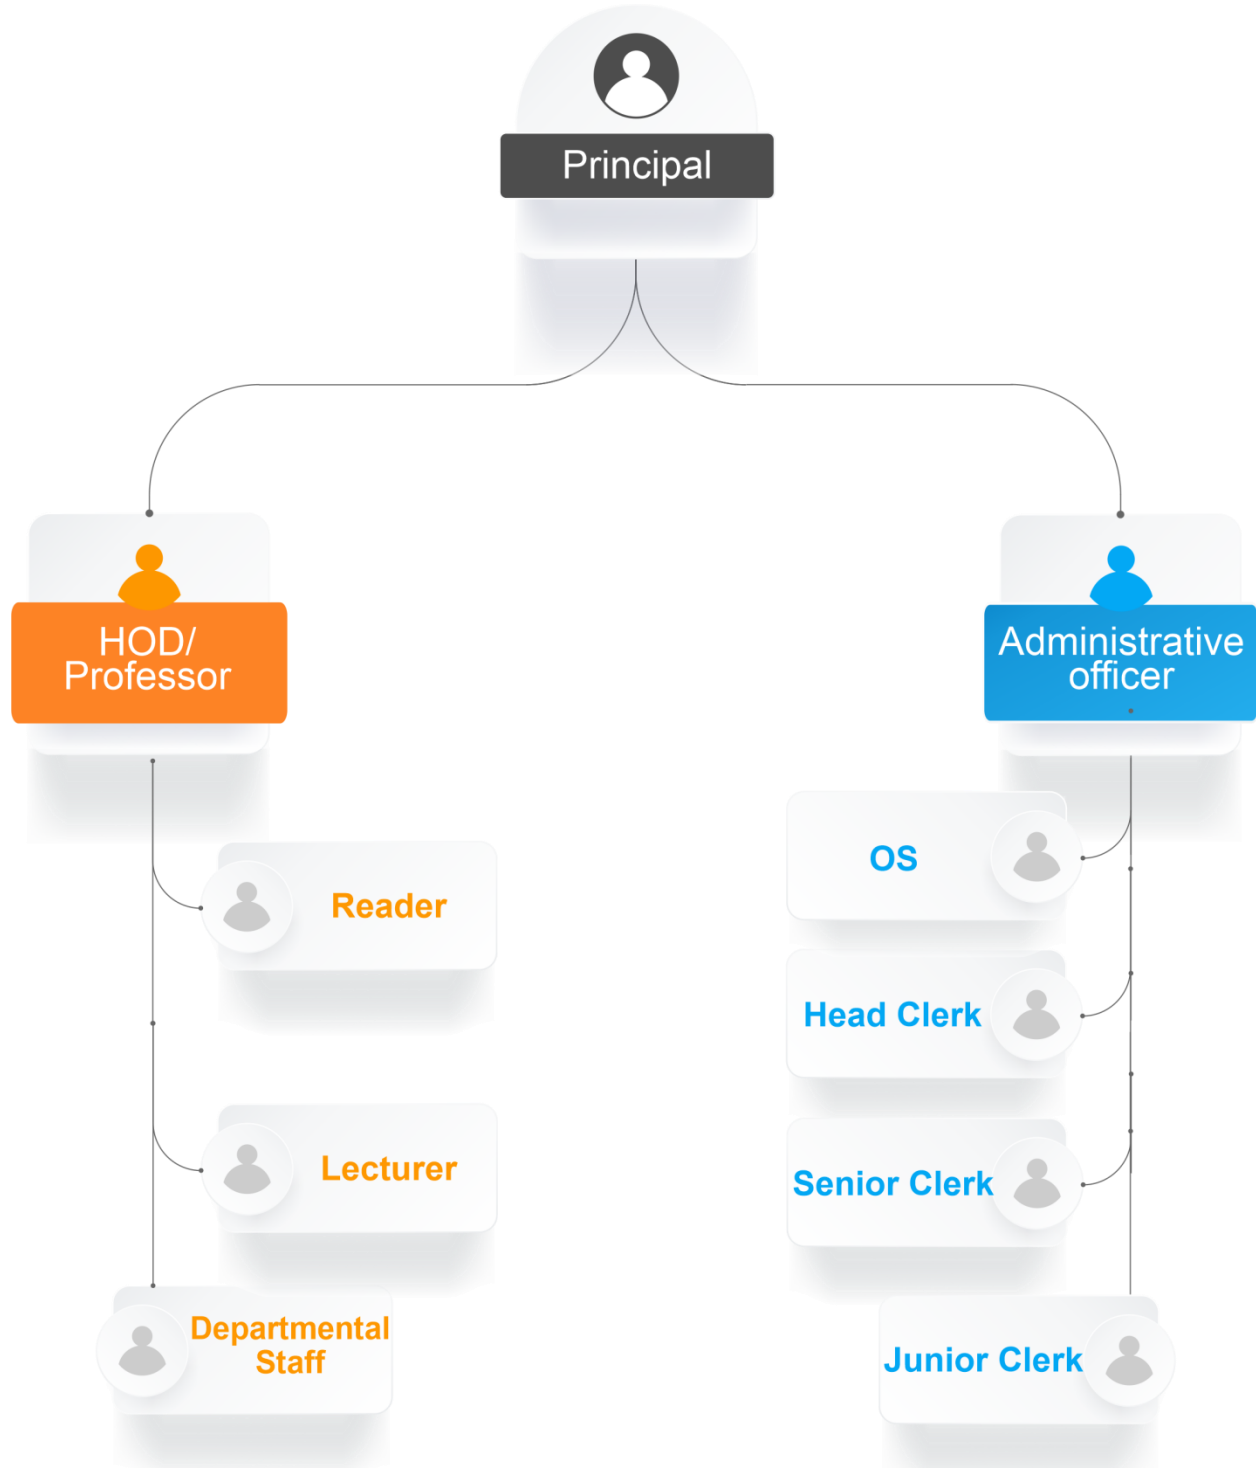 Principal
HOD/
Professor
Administrative
officer
Reader
Lecturer
Departmental
Staff
OS
Head Clerk
Senior Clerk
Junior Clerk